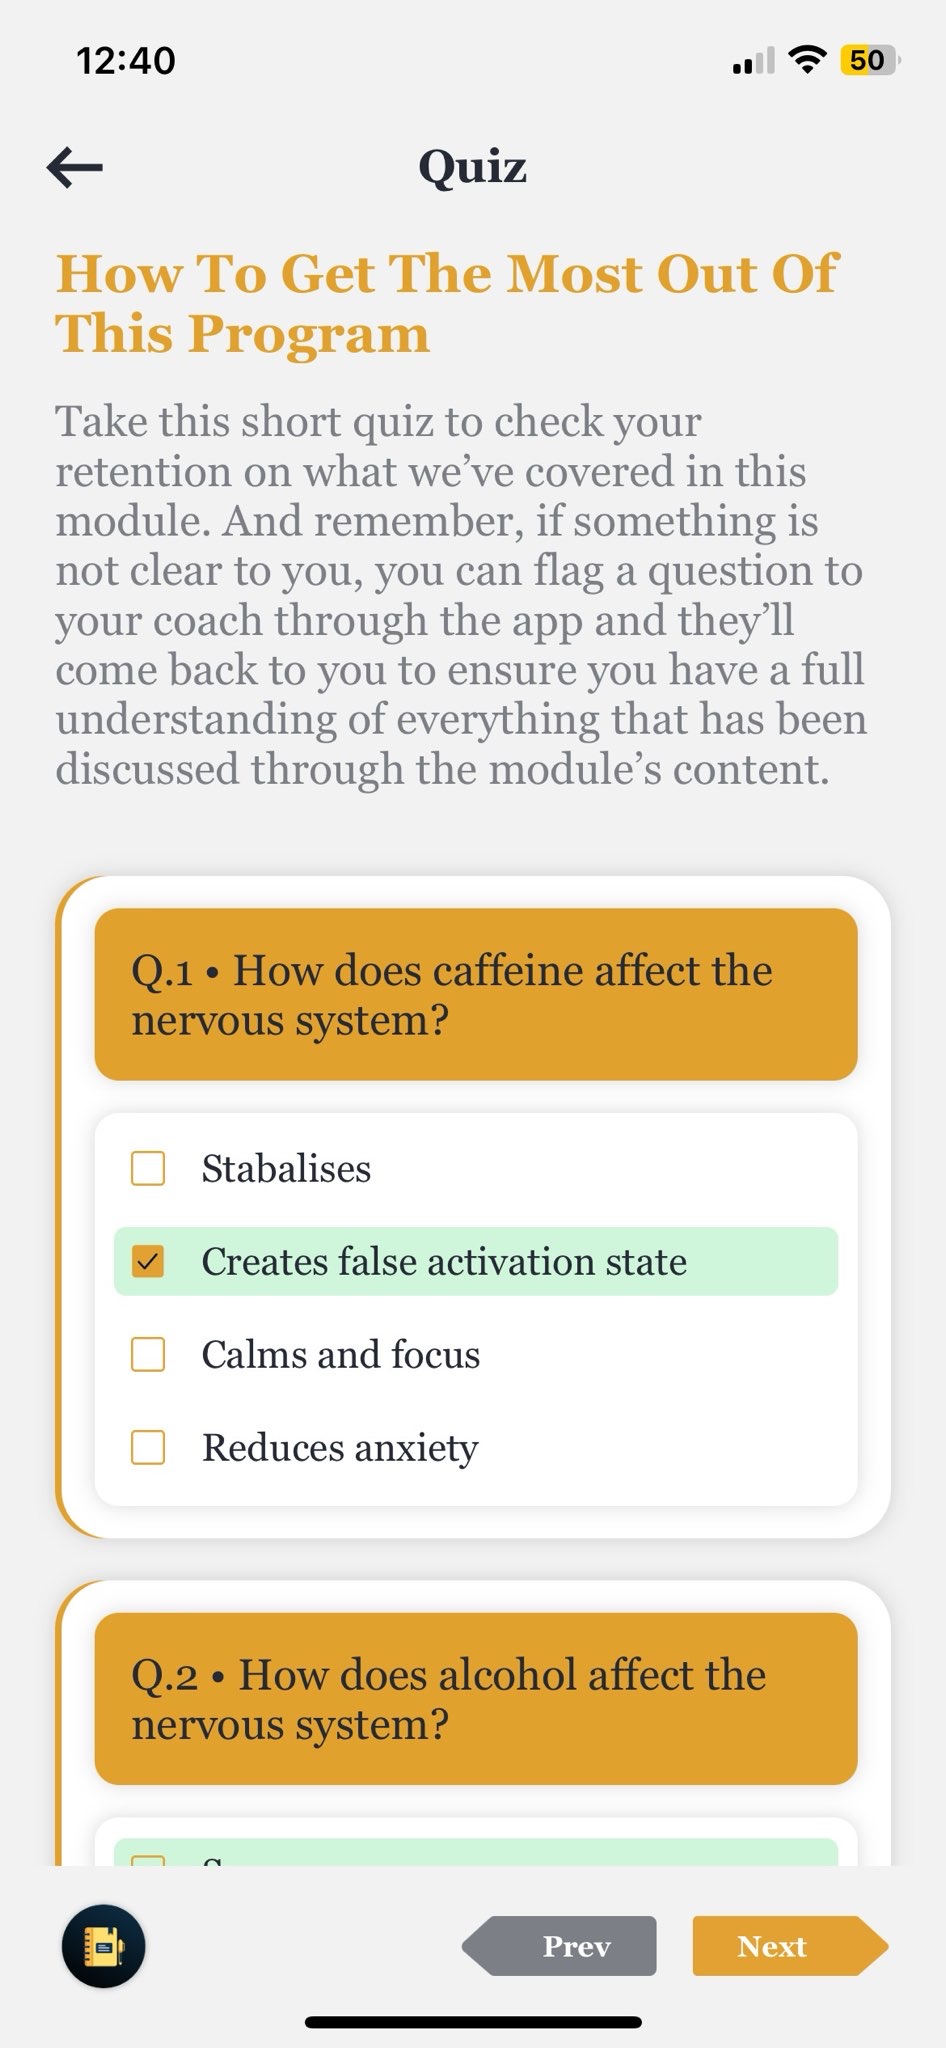 12:40
50
Quiz
How To Get The Most Out Of
This Program
Take this short quiz to check your
retention on what we've covered in this
module. And remember, if something is
not clear to you, you can flag a question to
your coach through the app and they'll
come back to you to ensure you have a full
understanding of everything that has been
discussed through the module's content.
Q.1 • How does caffeine affect the
nervous system?
Stabalises
Creates false activation state
Calms and focus
Reduces anxiety
Q.2 • How does alcohol affect the
nervous system?
Prev
Next